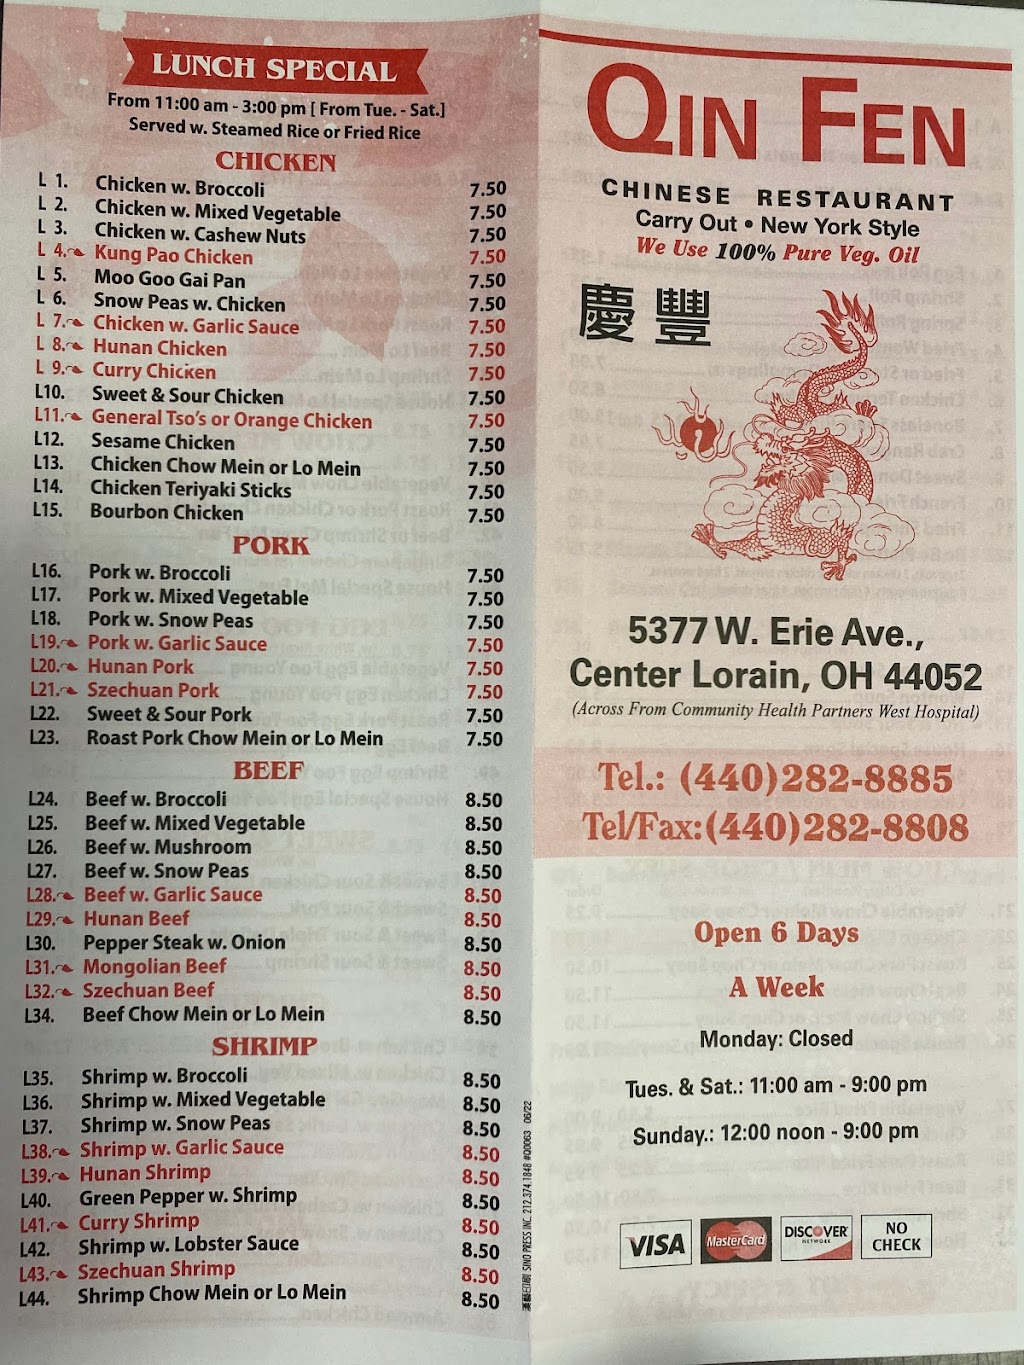 LUNCH SPECIAL
From 11:00 am - 3:00 pm [ From Tue. - Sat.]
Served w. Steamed Rice or Fried Rice
CHICKEN
L 1. Chicken w. Broccoli 7.50
L 2. Chicken w. Mixed Vegetable 7.50
L 3. Chicken w. Cashew Nuts 7.50
L 4. Kung Pao Chicken 7.50
L 5. Moo Goo Gai Pan 7.50
L 6. Snow Peas w. Chicken 7.50
L 7. Chicken w. Garlic Sauce 7.50
L 8. Hunan Chicken 7.50
L 9. Curry Chicken 7.50
L10. Sweet & Sour Chicken 7.50
L11. General Tso's or Orange Chicken 7.50
L12. Sesame Chicken 7.50
L13. Chicken Chow Mein or Lo Mein 7.50
L14. Chicken Teriyaki Sticks 7.50
L15. Bourbon Chicken 7.50
PORK
L16. Pork w. Broccoli 7.50
L17. Pork w. Mixed Vegetable 7.50
L18. Pork w. Snow Peas 7.50
L19. Pork w. Garlic Sauce 7.50
L20. Hunan Pork 7.50
L21. Szechuan Pork 7.50
L22. Sweet & Sour Pork 7.50
L23. Roast Pork Chow Mein or Lo Mein 7.50
BEEF
L24. Beef w. Broccoli 8.50
L25. Beef w. Mixed Vegetable 8.50
L26. Beef w. Mushroom 8.50
L27. Beef w. Snow Peas 8.50
L28. Beef w. Garlic Sauce 8.50
L29. Hunan Beef 8.50
L30. Pepper Steak w. Onion 8.50
L31. Mongolian Beef 8.50
L32. Szechuan Beef 8.50
L34. Beef Chow Mein or Lo Mein 8.50
SHRIMP
L35. Shrimp w. Broccoli 8.50
L36. Shrimp w. Mixed Vegetable 8.50
L37. Shrimp w. Snow Peas 8.50
L38. Shrimp w. Garlic Sauce 8.50
L39. Hunan Shrimp 8.50
L40. Green Pepper w. Shrimp 8.50
L41. Curry Shrimp 8.50
L42. Shrimp w. Lobster Sauce 8.50
L43. Szechuan Shrimp 8.50
L44. Shrimp Chow Mein or Lo Mein 8.50
漢藝印刷 SINO PRESS INC. 212.374.1848 #Q0063 06/22
QIN FEN
CHINESE RESTAURANT
Carry Out • New York Style
We Use 100% Pure Veg. Oil
慶豐
5377 W. Erie Ave.,
Center Lorain, OH 44052
(Across From Community Health Partners West Hospital)
Tel.: (440)282-8885
Tel/Fax:(440)282-8808
Open 6 Days
A Week
Monday: Closed
Tues. & Sat.: 11:00 am - 9:00 pm
Sunday.: 12:00 noon - 9:00 pm
VISA MasterCard DISCOVER NETWORK NO CHECK